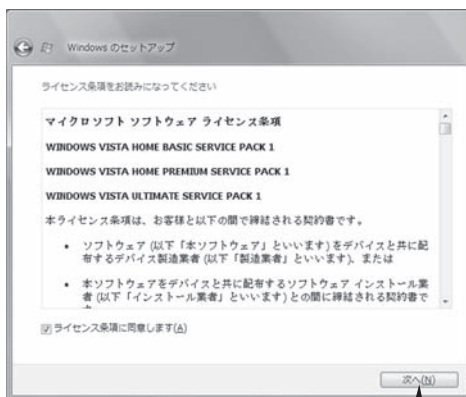 Windows のセットアップ
ライセンス条項をお読みになってください
マイクロソフト ソフトウェア ライセンス条項
WINDOWS VISTA HOME BASIC SERVICE PACK 1
WINDOWS VISTA HOME PREMIUM SERVICE PACK 1
WINDOWS VISTA ULTIMATE SERVICE PACK 1
本ライセンス条項は、お客様と以下の間で締結される契約書です。
• ソフトウェア (以下「本ソフトウェア」といいます) をデバイスと共に配
布するデバイス製造業者 (以下「製造業者」といいます)、または
• 本ソフトウェアをデバイスと共に配布するソフトウェア インストール業
者 (以下「インストール業者」といいます) との間に締結される契約書で
ライセンス条項に同意します(A)
次へ(N)